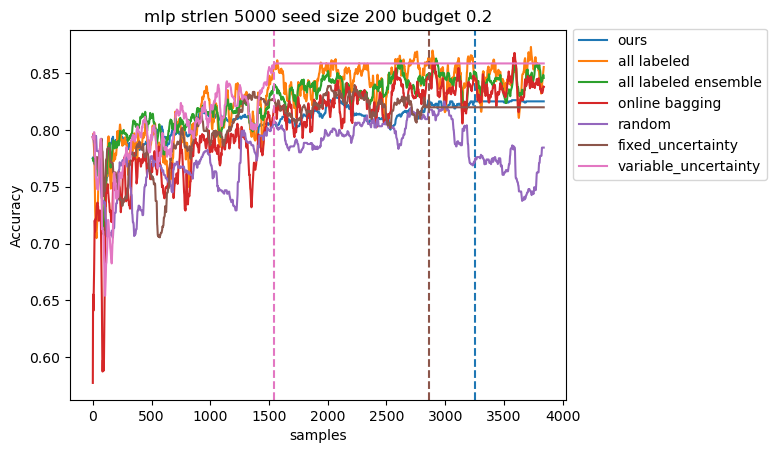 mlp strlen 5000 seed size 200 budget 0.2
ours
all labeled
all labeled ensemble
online bagging
random
fixed_uncertainty
variable_uncertainty
Accuracy
0.85
0.80
0.75
0.70
0.65
0.60
0 500 1000 1500 2000 2500 3000 3500 4000
samples